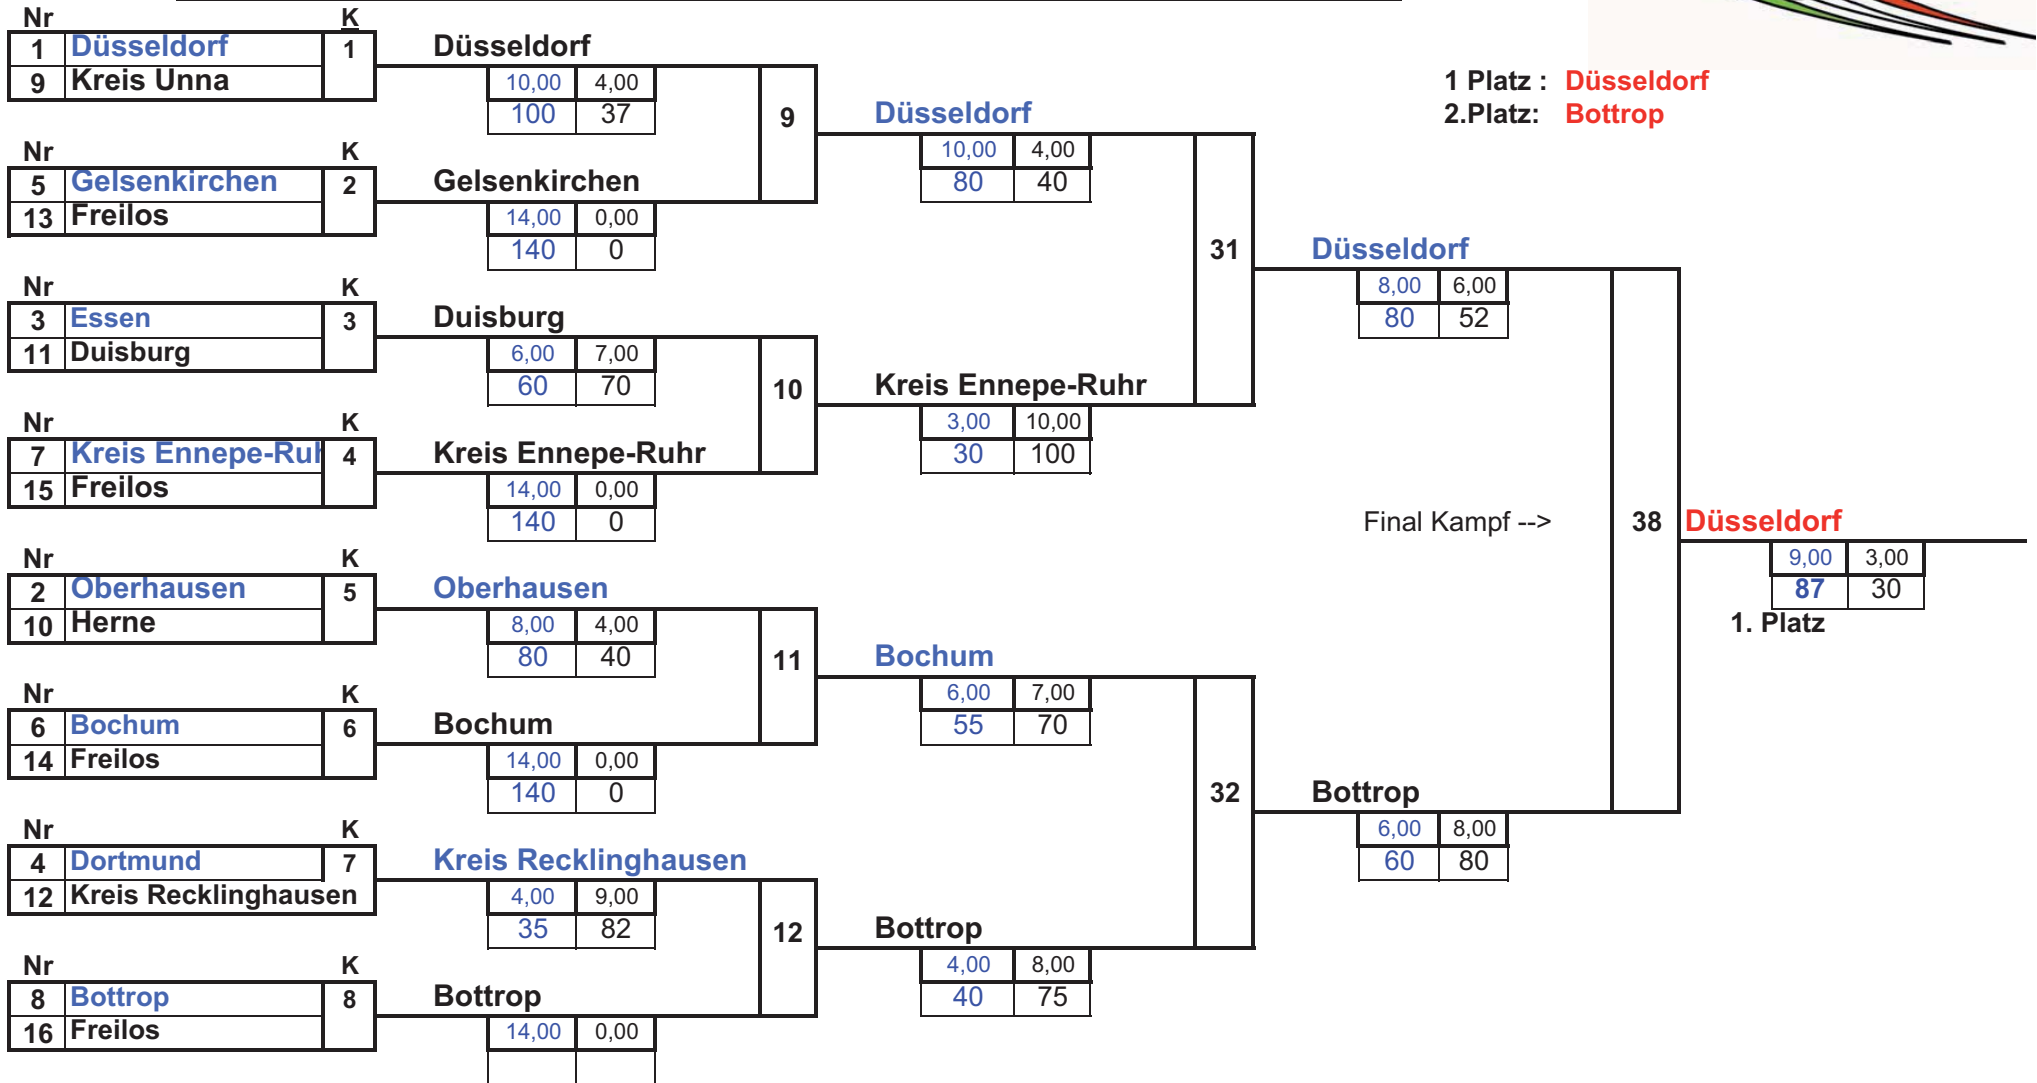 Nr K
1 Düsseldorf 1
9 Kreis Unna
Düsseldorf
10,00 4,00
100 37
Nr K
5 Gelsenkirchen 2
13 Freilos
Gelsenkirchen
14,00 0,00
140 0
9
Nr K
3 Essen 3
11 Duisburg
Duisburg
6,00 7,00
60 70
Nr K
7 Kreis Ennepe-Ruh 4
15 Freilos
Kreis Ennepe-Ruhr
14,00 0,00
140 0
10
Nr K
2 Oberhausen 5
10 Herne
Oberhausen
8,00 4,00
80 40
Nr K
6 Bochum 6
14 Freilos
Bochum
14,00 0,00
140 0
11
Nr K
4 Dortmund 7
12 Kreis Recklinghausen
Kreis Recklinghausen
4,00 9,00
35 82
Nr K
8 Bottrop 8
16 Freilos
Bottrop
14,00 0,00
12
Düsseldorf
10,00 4,00
80 40
31
Kreis Ennepe-Ruhr
3,00 10,00
30 100
Bochum
6,00 7,00
55 70
32
Bottrop
4,00 8,00
40 75
Düsseldorf
8,00 6,00
80 52
Final Kampf --> 38
Bottrop
6,00 8,00
60 80
Düsseldorf
9,00 3,00
87 30
1. Platz
1 Platz : Düsseldorf
2.Platz: Bottrop